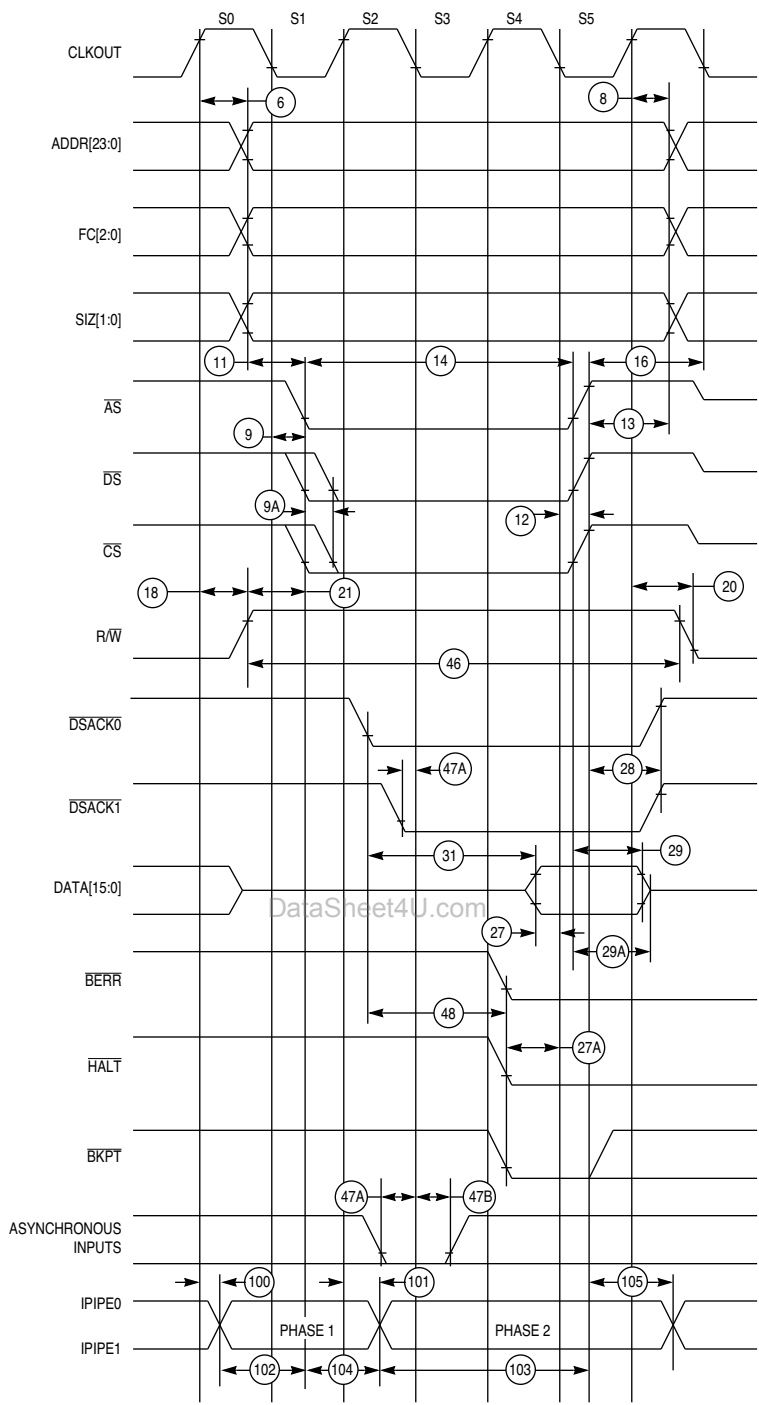 S0 S1 S2 S3 S4 S5
CLKOUT
6 8
ADDR[23:0]
FC[2:0]
SIZ[1:0]
11 14 16
AS
9 13
DS
9A 12
CS
18 21 20
R/W
46
DSACK0
47A 28
DSACK1
31 29
DATA[15:0]
DataSheet4U.com
27 29A
BERR
48
27A
HALT
BKPT
47A 47B
ASYNCHRONOUS
INPUTS
100 101 105
IPIPE0
PHASE 1 PHASE 2
IPIPE1
102 104 103